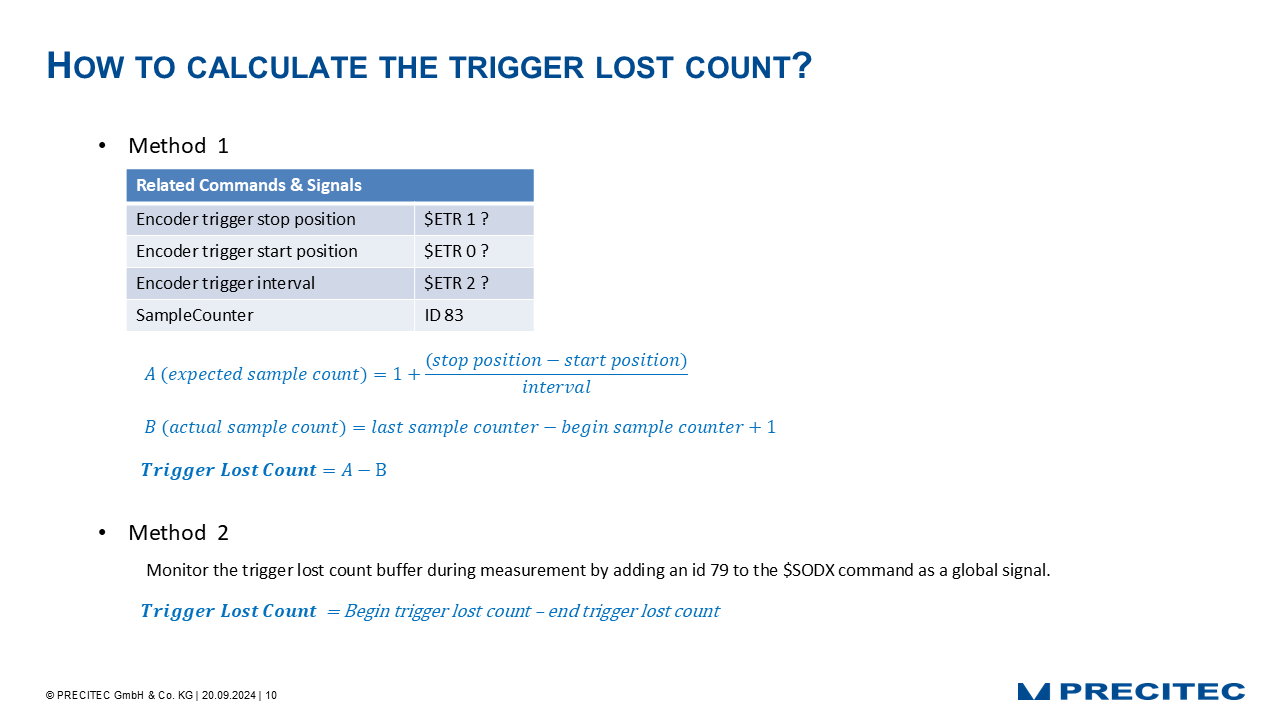 HOW TO CALCULATE THE TRIGGER LOST COUNT?
• Method 1
Related Commands & Signals
Encoder trigger stop position $ETR 1 ?
Encoder trigger start position $ETR 0 ?
Encoder trigger interval $ETR 2 ?
SampleCounter ID 83
A (expected sample count) = 1 + (stop position − start position) / interval
B (actual sample count) = last sample counter − begin sample counter + 1
Trigger Lost Count = A − B
• Method 2
Monitor the trigger lost count buffer during measurement by adding an id 79 to the $SODX command as a global signal.
Trigger Lost Count = Begin trigger lost count – end trigger lost count
© PRECITEC GmbH & Co. KG | 20.09.2024 | 10
PRECITEC